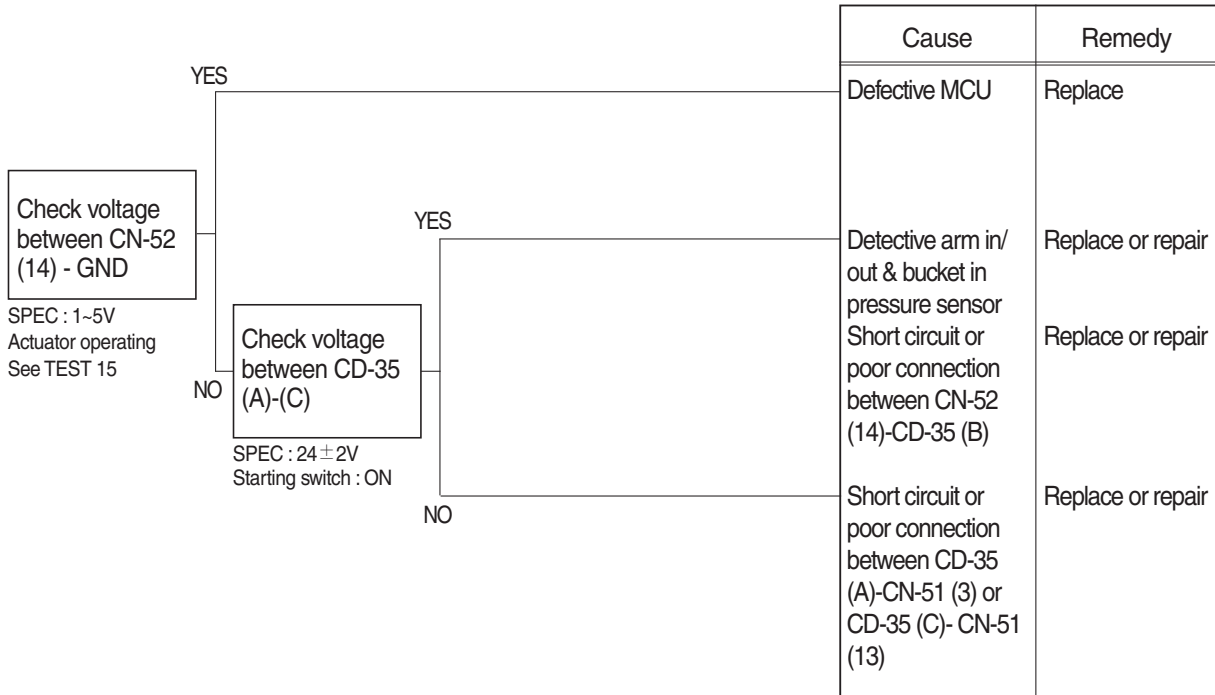 Cause
Remedy
YES
Defective MCU
Replace
Check voltage
between CN-52
(14) - GND
SPEC : 1~5V
Actuator operating
See TEST 15
NO
YES
Detective arm in/
out & bucket in
pressure sensor
Replace or repair
Check voltage
between CD-35
(A)-(C)
SPEC : 24±2V
Starting switch : ON
Short circuit or
poor connection
between CN-52
(14)-CD-35 (B)
Replace or repair
NO
Short circuit or
poor connection
between CD-35
(A)-CN-51 (3) or
CD-35 (C)- CN-51
(13)
Replace or repair